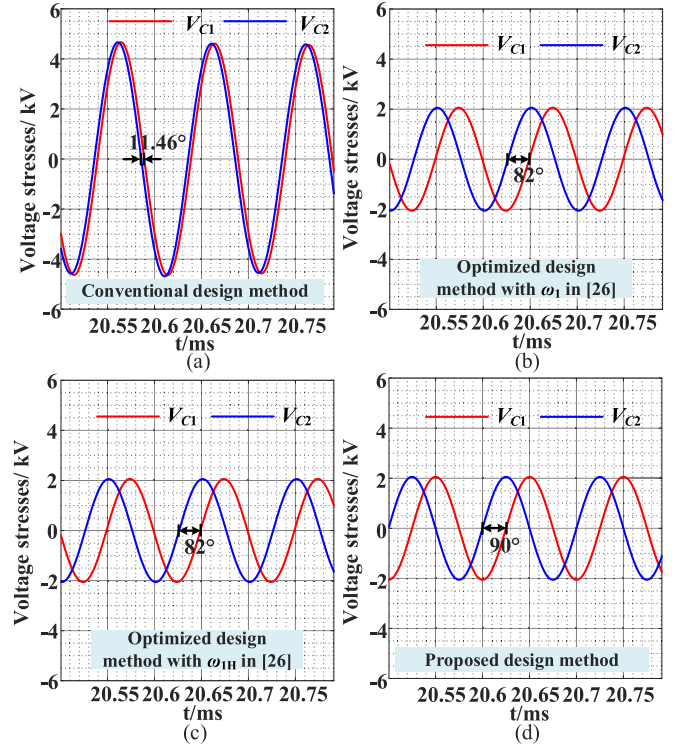 V_C1 V_C2
Voltage stresses/ kV
6
4
2
0
-2
-4
-6
11.46°
Conventional design method
20.55 20.6 20.65 20.7 20.75
t/ms
(a)
V_C1 V_C2
Voltage stresses/ kV
6
4
2
0
-2
-4
-6
82°
Optimized design
method with ω₁ in [26]
20.55 20.6 20.65 20.7 20.75
t/ms
(b)
V_C1 V_C2
Voltage stresses/ kV
6
4
2
0
-2
-4
-6
82°
Optimized design
method with ω_1H in [26]
20.55 20.6 20.65 20.7 20.75
t/ms
(c)
V_C1 V_C2
Voltage stresses/ kV
6
4
2
0
-2
-4
-6
90°
Proposed design method
20.55 20.6 20.65 20.7 20.75
t/ms
(d)